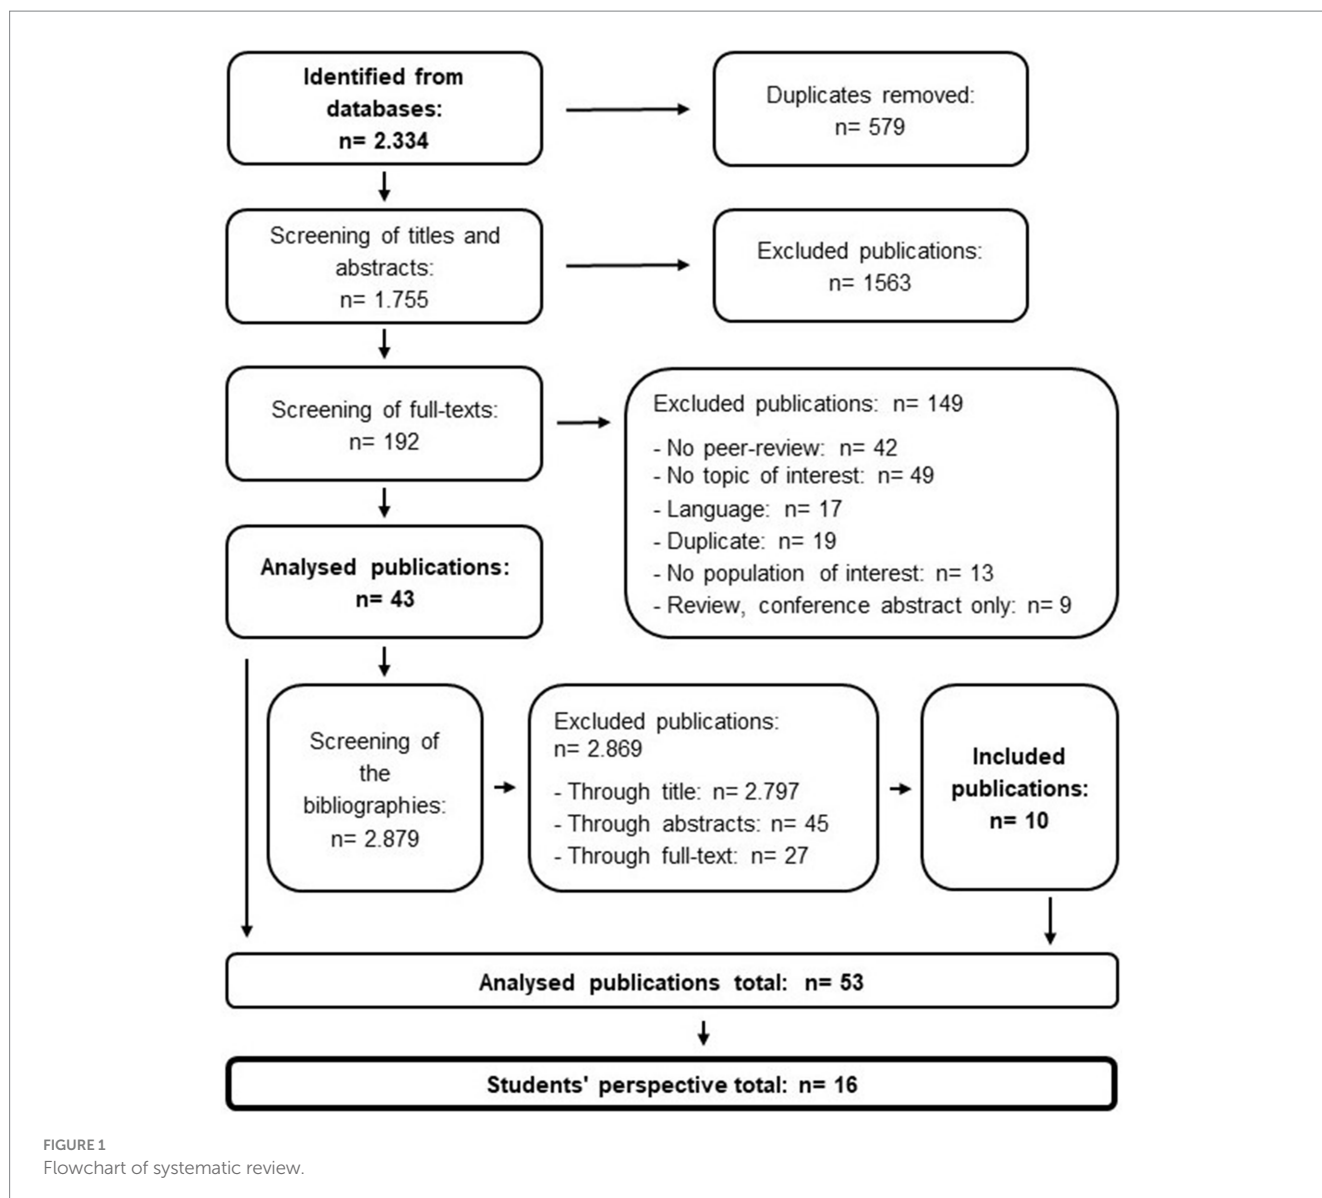 Identified from
databases:
n= 2.334
Duplicates removed:
n= 579
Screening of titles and
abstracts:
n= 1.755
Excluded publications:
n= 1563
Screening of full-texts:
n= 192
Excluded publications: n= 149
- No peer-review: n= 42
- No topic of interest: n= 49
- Language: n= 17
- Duplicate: n= 19
- No population of interest: n= 13
- Review, conference abstract only: n= 9
Analysed publications:
n= 43
Screening of
the
bibliographies:
n= 2.879
Excluded publications:
n= 2.869
- Through title: n= 2.797
- Through abstracts: n= 45
- Through full-text: n= 27
Included
publications:
n= 10
Analysed publications total: n= 53
Students' perspective total: n= 16
FIGURE 1
Flowchart of systematic review.